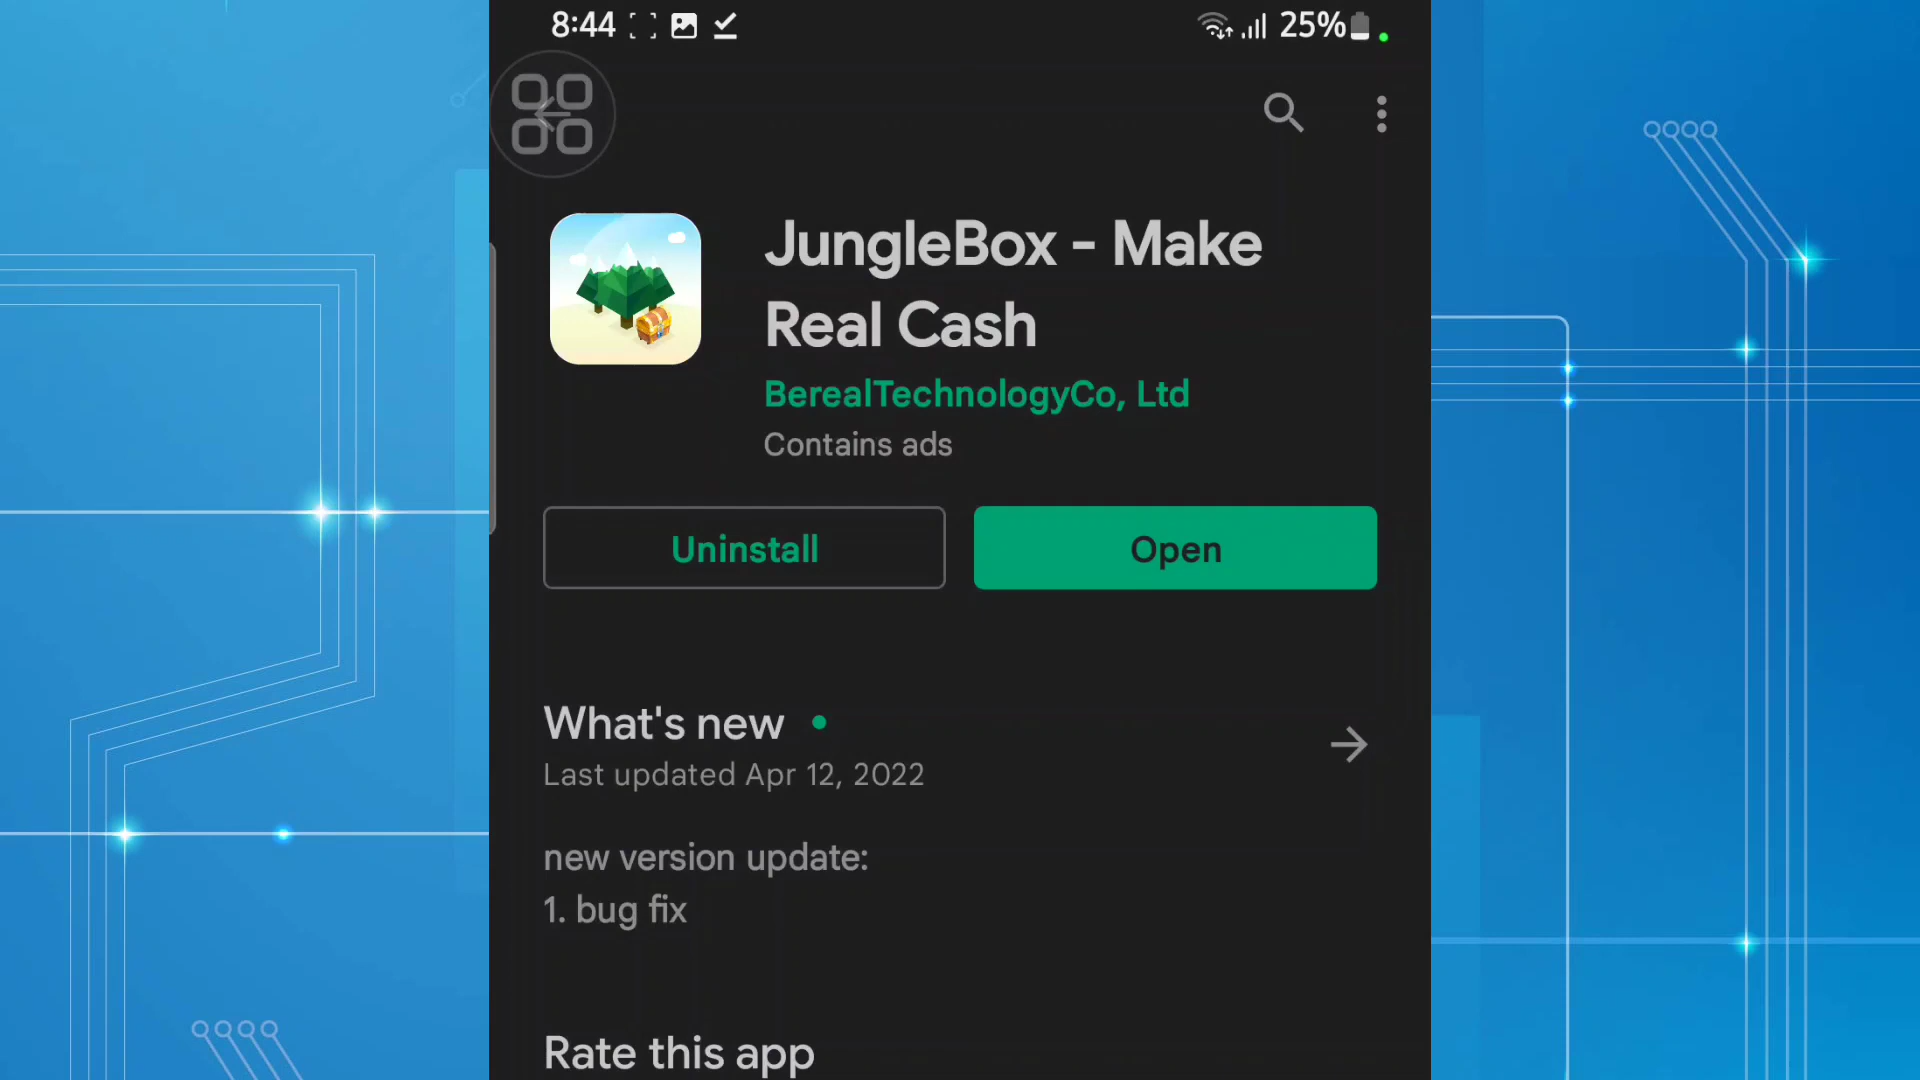 8:44
25%
JungleBox - Make
Real Cash
BerealTechnologyCo, Ltd
Contains ads
Uninstall
Open
What's new
Last updated Apr 12, 2022
new version update:
1. bug fix
Rate this app